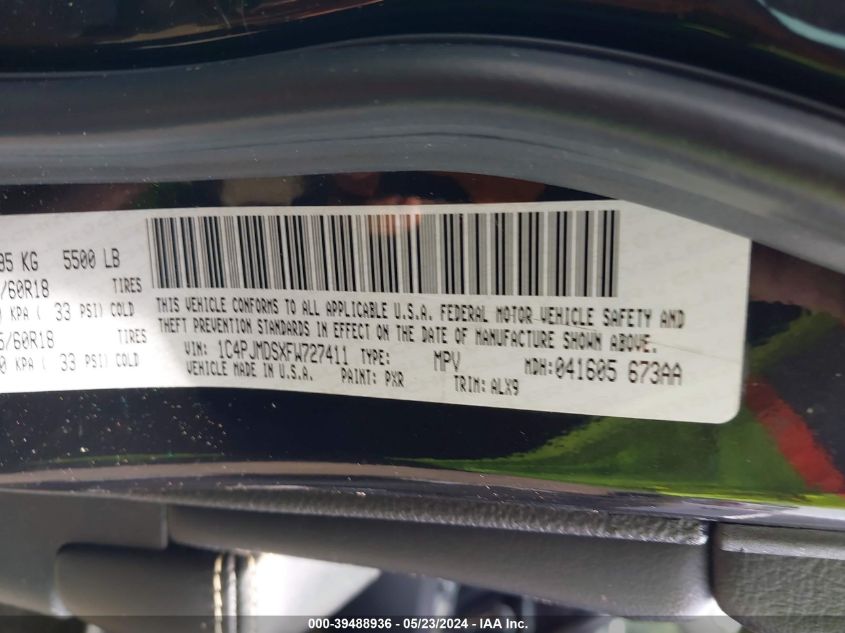 95 KG 5500 LB
/60R18 TIRES
KPA ( 33 PSI) COLD
5/60R18 TIRES
0 KPA ( 33 PSI) COLD
THIS VEHICLE CONFORMS TO ALL APPLICABLE U.S.A. FEDERAL MOTOR VEHICLE SAFETY AND
THEFT PREVENTION STANDARDS IN EFFECT ON THE DATE OF MANUFACTURE SHOWN ABOVE.
VIN: 1C4PJMDSXFW727411 TYPE: MPV MDH:041605 673AA
VEHICLE MADE IN U.S.A. PAINT: PXR TRIM: ALX9
000-39488936 / 05/23/2024 - IAA Inc.